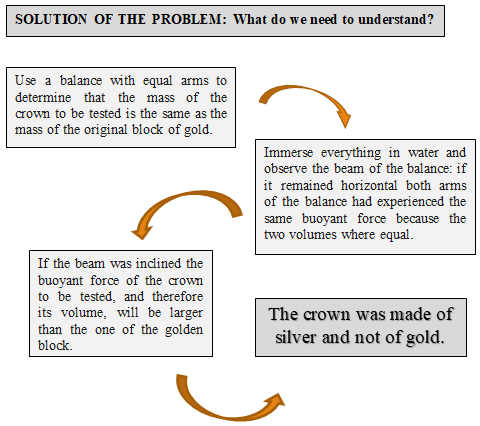 SOLUTION OF THE PROBLEM: What do we need to understand?
Use a balance with equal arms to
determine that the mass of the
crown to be tested is the same as the
mass of the original block of gold.
Immerse everything in water and
observe the beam of the balance: if
it remained horizontal both arms
of the balance had experienced the
same buoyant force because the
two volumes where equal.
If the beam was inclined the
buoyant force of the crown
to be tested, and therefore
its volume, will be larger
than the one of the golden
block.
The crown was made of
silver and not of gold.